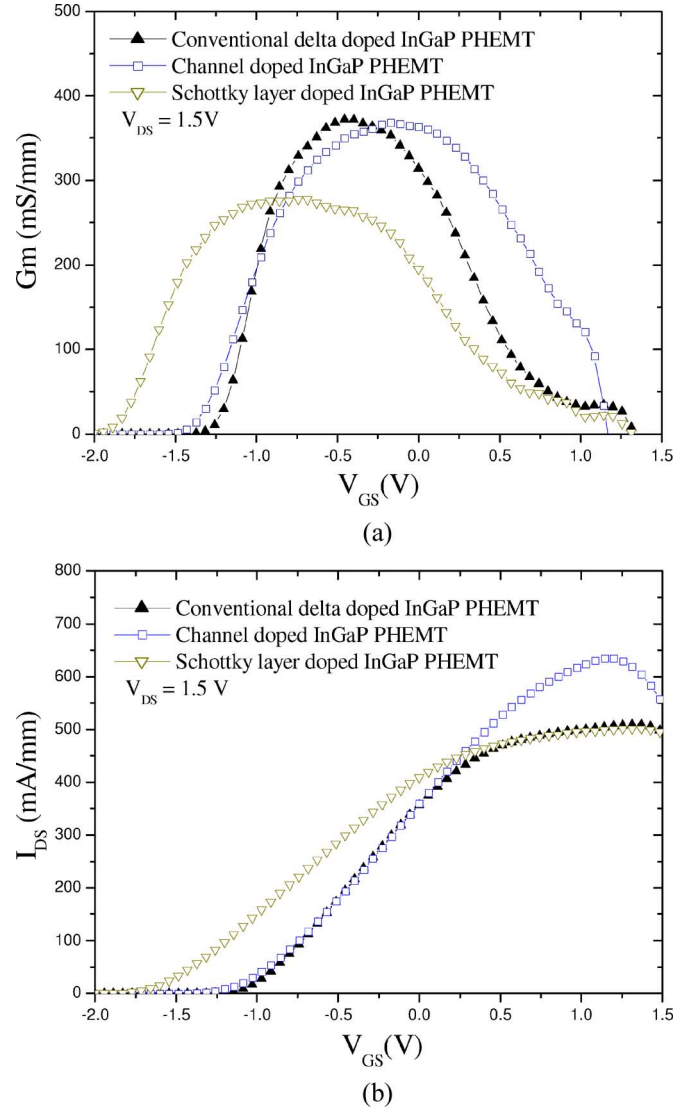 500
400
300
200
100
0
Gm (mS/mm)
Conventional delta doped InGaP PHEMT
Channel doped InGaP PHEMT
Schottky layer doped InGaP PHEMT
V_DS = 1.5V
-2.0 -1.5 -1.0 -0.5 0.0 0.5 1.0 1.5
V_GS(V)
(a)
800
700
600
500
400
300
200
100
0
I_DS (mA/mm)
Conventional delta doped InGaP PHEMT
Channel doped InGaP PHEMT
Schottky layer doped InGaP PHEMT
V_DS = 1.5 V
-2.0 -1.5 -1.0 -0.5 0.0 0.5 1.0 1.5
V_GS(V)
(b)